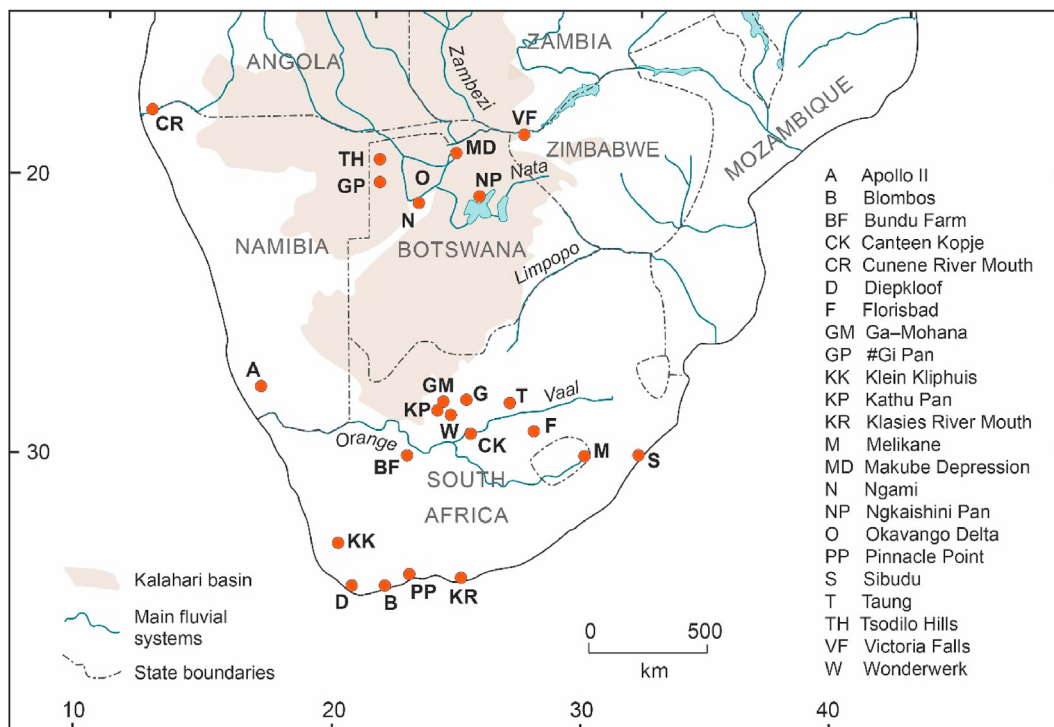 ANGOLA
ZAMBIA
Zambezi
MOZAMBIQUE
CR
VF
20
TH
MD
ZIMBABWE
GP
O
NP
Nata
N
NAMIBIA
BOTSWANA
Limpopo
A
GM
G
T
Vaal
KP
W
F
Orange
CK
30
BF
M
S
SOUTH
AFRICA
KK
D
B
PP
KR
A Apollo II
B Blombos
BF Bundu Farm
CK Canteen Kopje
CR Cunene River Mouth
D Diepkloof
F Florisbad
GM Ga–Mohana
GP #Gi Pan
KK Klein Kliphuis
KP Kathu Pan
KR Klasies River Mouth
M Melikane
MD Makube Depression
N Ngami
NP Ngkaishini Pan
O Okavango Delta
PP Pinnacle Point
S Sibudu
T Taung
TH Tsodilo Hills
VF Victoria Falls
W Wonderwerk
Kalahari basin
Main fluvial
systems
State boundaries
0 500
km
10 20 30 40